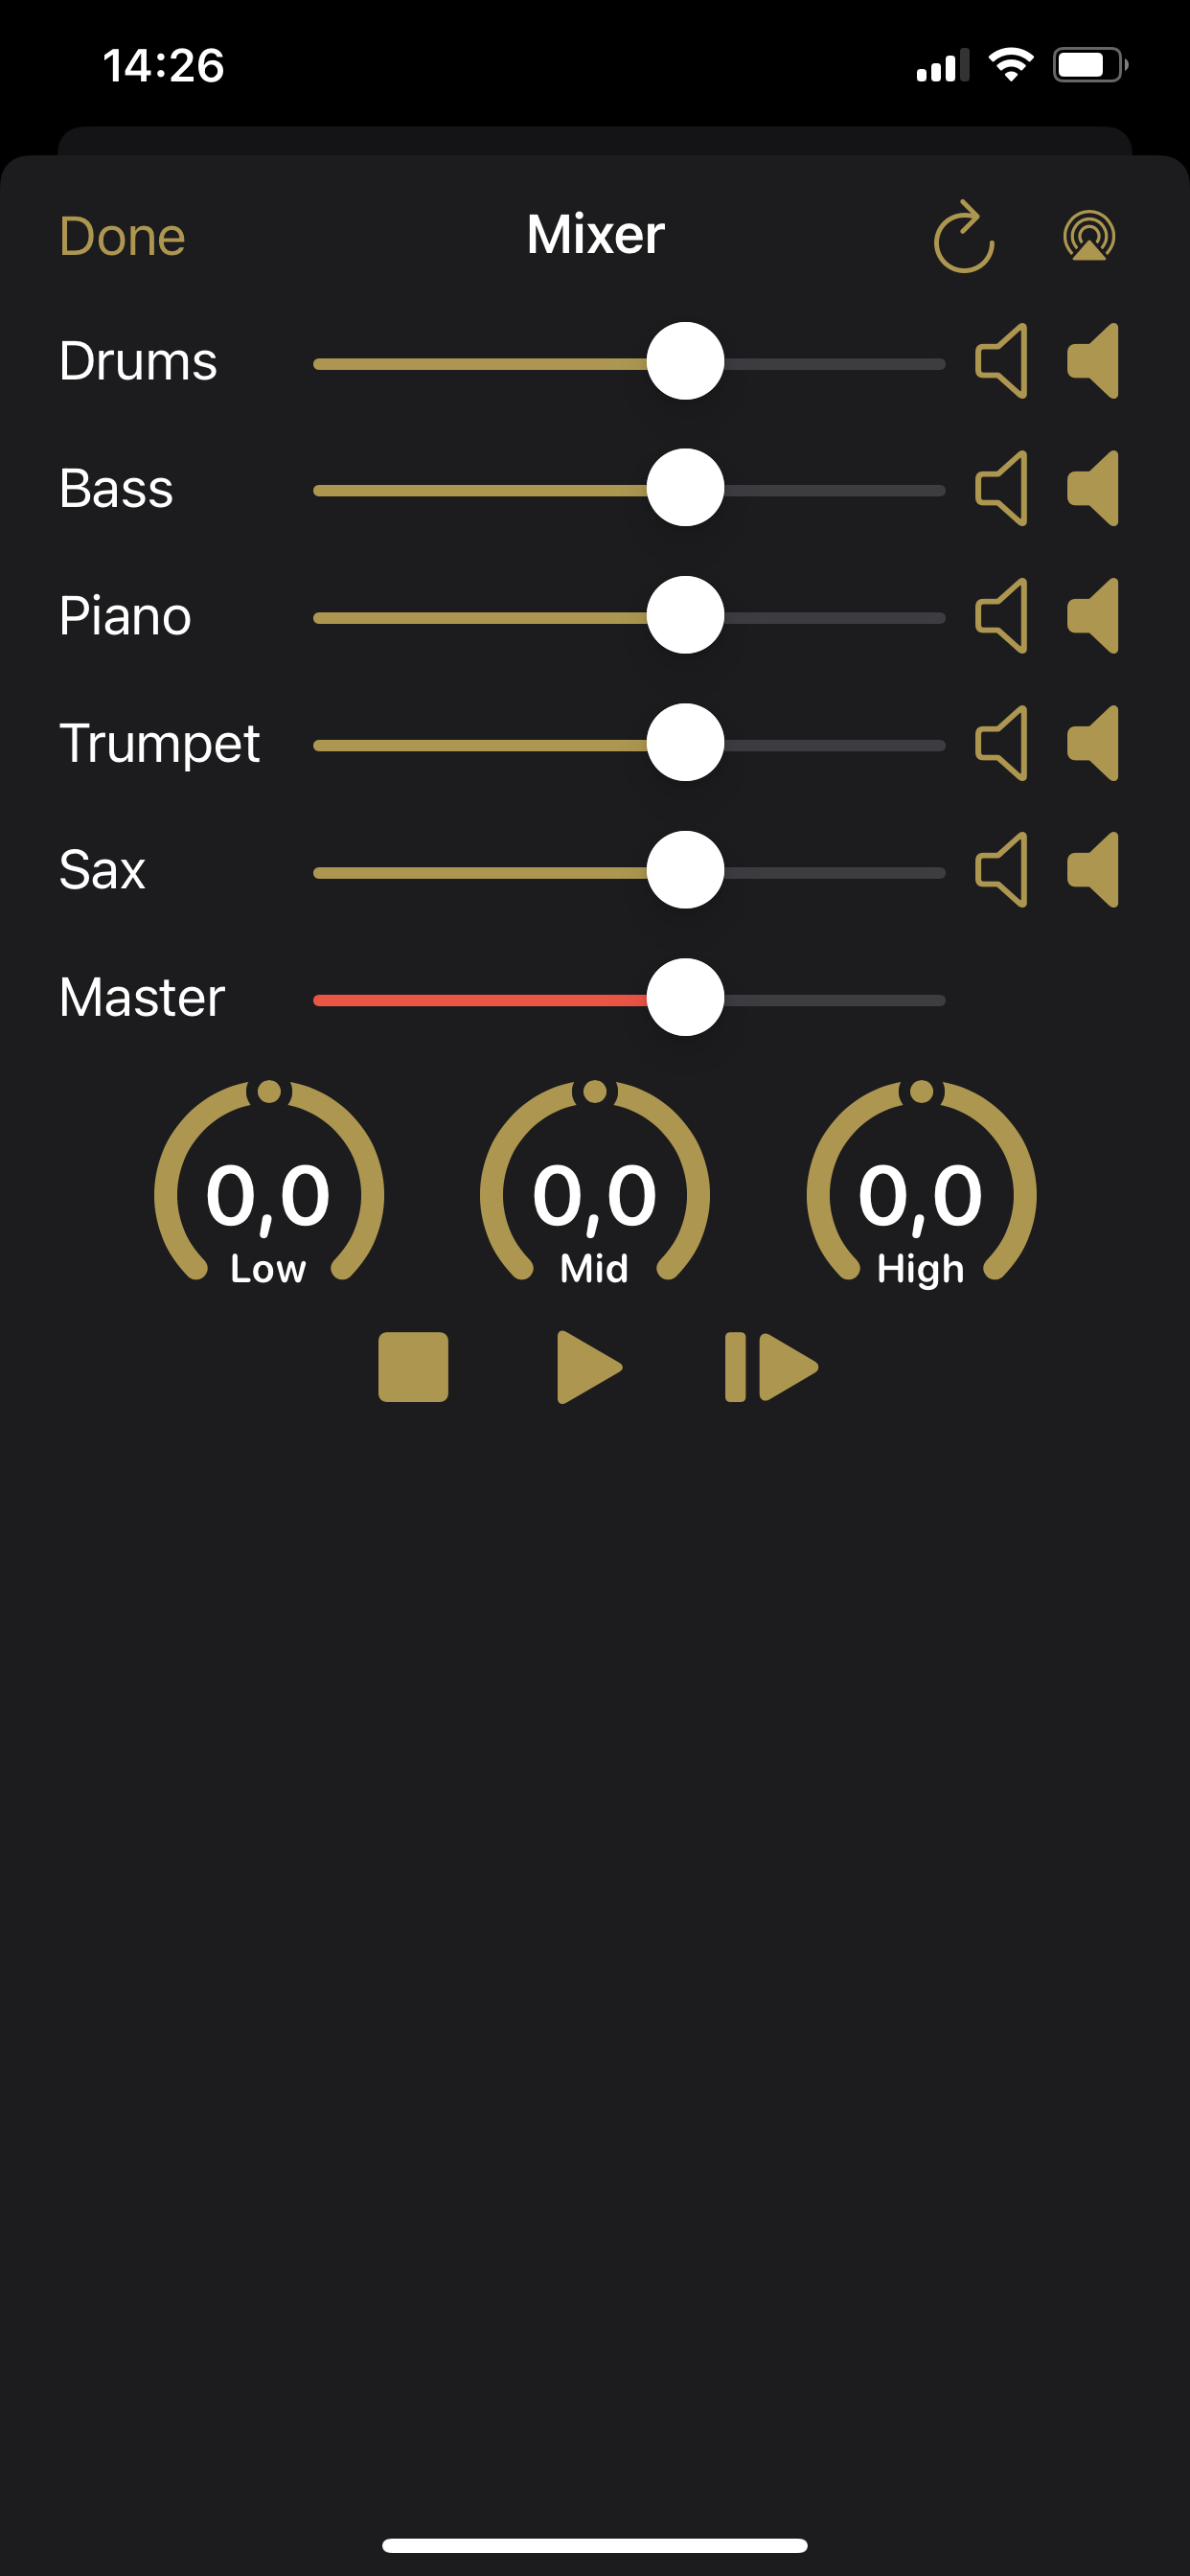 14:26
Done Mixer
Drums
Bass
Piano
Trumpet
Sax
Master
0,0 0,0 0,0
Low Mid High